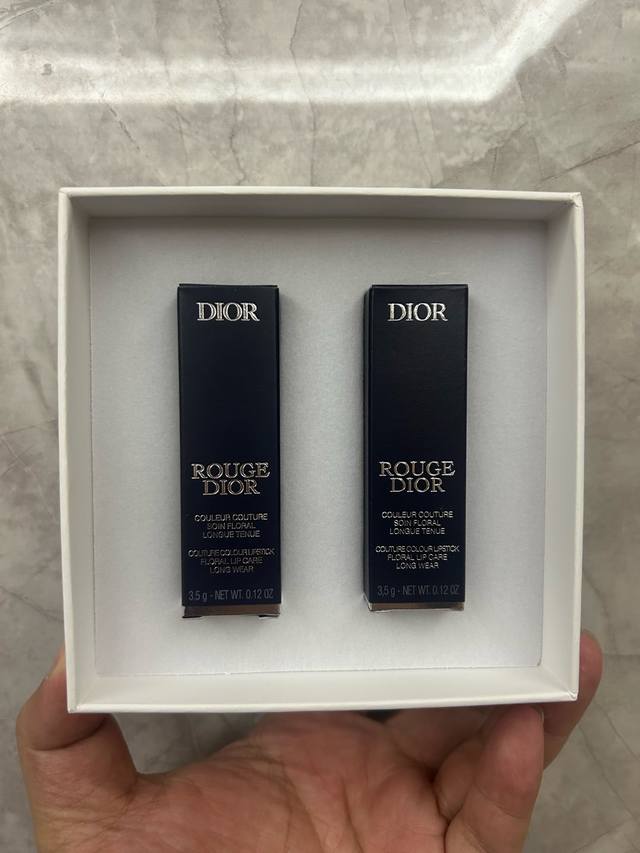 DIOR
ROUGE
DIOR
COULEUR COUTURE
SOIN FLORAL
LONGUE TENUE
COUTURE COLOUR LIPSTICK
FLORAL LIP CARE
LONG WEAR
3.5 g - NET WT. 0.12 OZ
DIOR
ROUGE
DIOR
COULEUR COUTURE
SOIN FLORAL
LONGUE TENUE
COUTURE COLOUR LIPSTICK
FLORAL LIP CARE
LONG WEAR
3,5 g - NET WT. 0.12 OZ